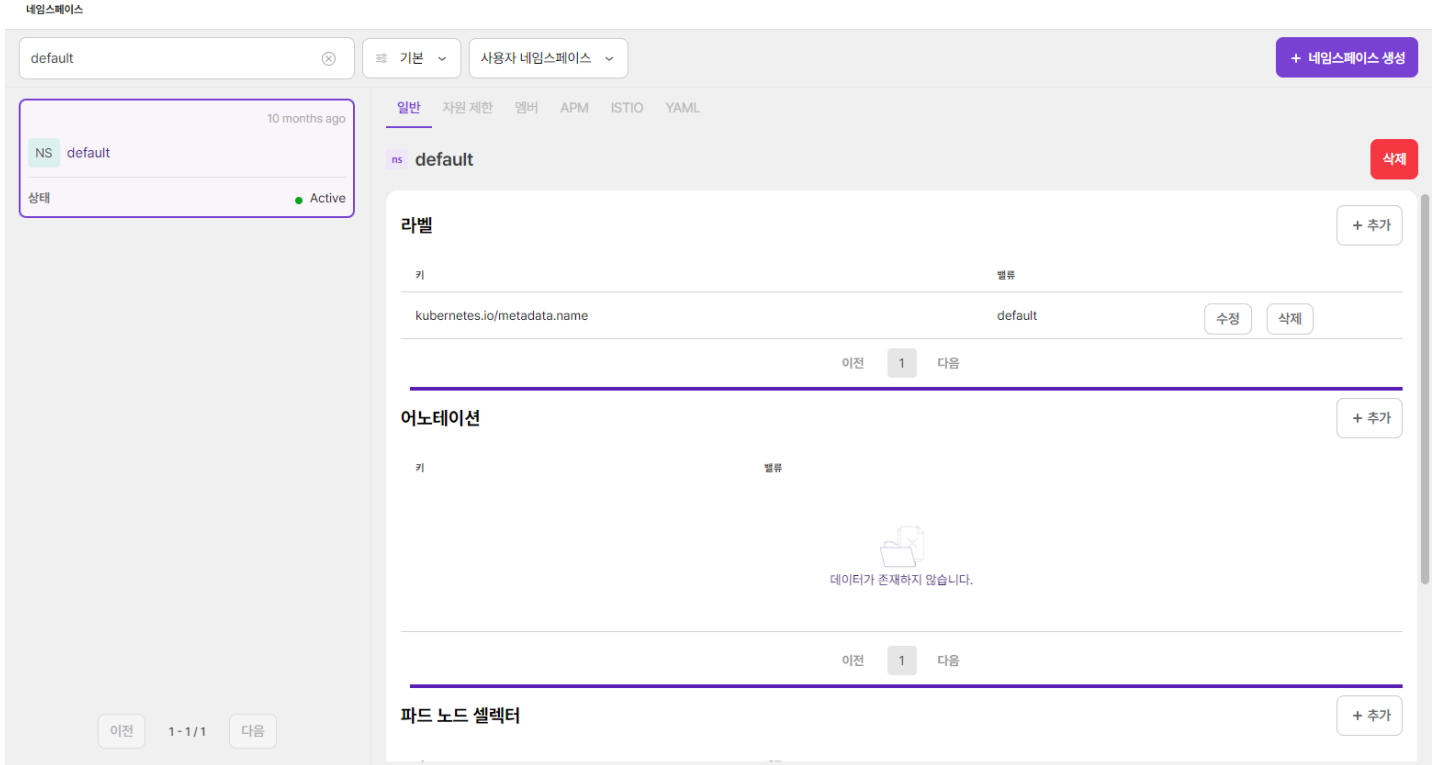 네임스페이스
default
기본
사용자 네임스페이스
+ 네임스페이스 생성
10 months ago
NS default
상태 Active
이전 1 - 1 / 1 다음
일반 자원 제한 멤버 APM ISTIO YAML
ns default
삭제
라벨
+ 추가
키 밸류
kubernetes.io/metadata.name default 수정 삭제
이전 1 다음
어노테이션
+ 추가
키 밸류
데이터가 존재하지 않습니다.
이전 1 다음
파드 노드 셀렉터
+ 추가